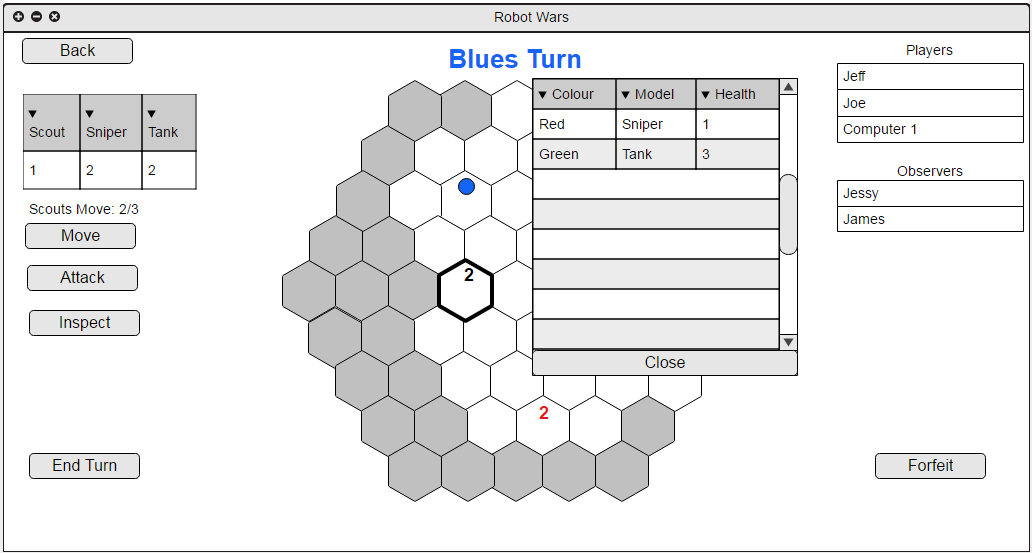 Robot Wars
Back
Blues Turn
Players
Jeff
Joe
Computer 1
Scout Sniper Tank
1 2 2
Scouts Move: 2/3
Move
Attack
Inspect
2
Colour Model Health
Red Sniper 1
Green Tank 3
Close
2
Observers
Jessy
James
End Turn
Forfeit